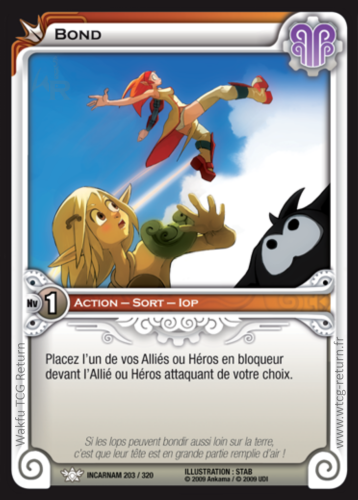 Bond
Nv 1
Action – Sort – Iop
Placez l'un de vos Alliés ou Héros en bloqueur
devant l'Allié ou Héros attaquant de votre choix.
Si les Iops peuvent bondir aussi loin sur la terre,
c'est que leur tête est en grande partie remplie d'air !
INCARNAM 203 / 320
ILLUSTRATION : STAB
© 2009 Ankama / © 2009 UDI
Wakfu TCG Return
www.wtcg-return.fr